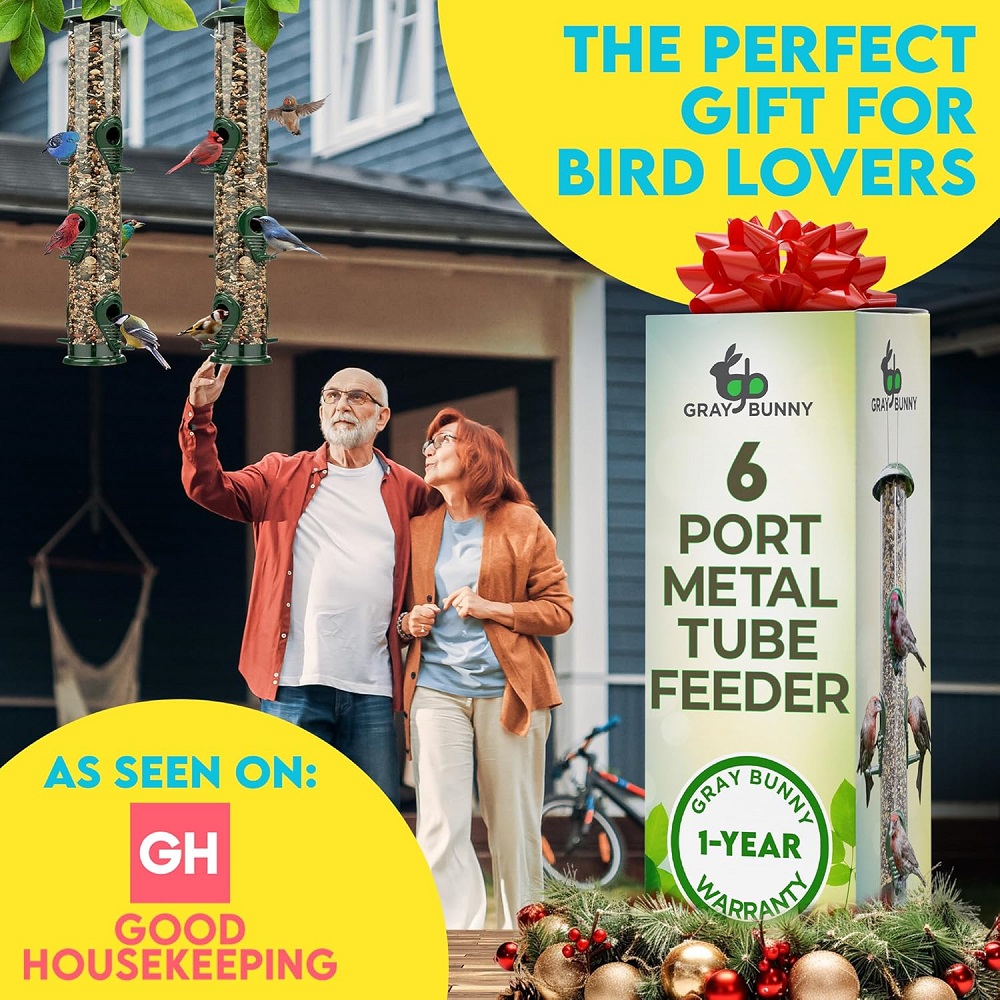 THE PERFECT
GIFT FOR
BIRD LOVERS
GRAY BUNNY
GRAY BUNNY
6
PORT
METAL
TUBE
FEEDER
GRAY BUNNY
1-YEAR
WARRANTY
AS SEEN ON:
GH
GOOD
HOUSEKEEPING